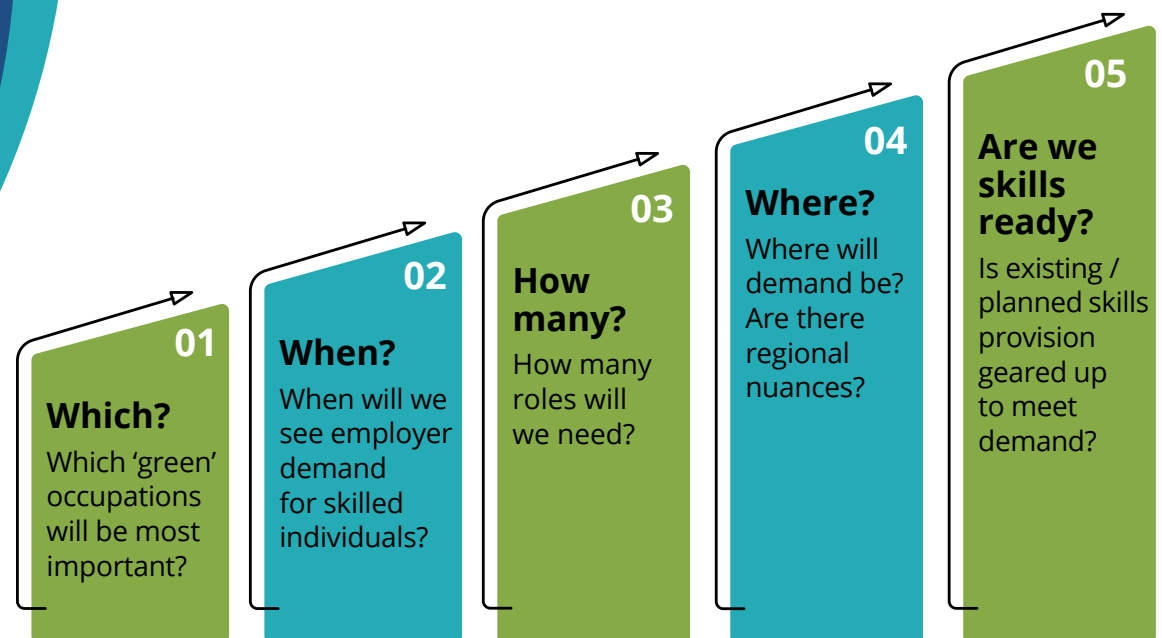 01
Which?
Which ‘green’
occupations
will be most
important?
02
When?
When will we
see employer
demand
for skilled
individuals?
03
How
many?
How many
roles will
we need?
04
Where?
Where will
demand be?
Are there
regional
nuances?
05
Are we
skills
ready?
Is existing /
planned skills
provision
geared up
to meet
demand?